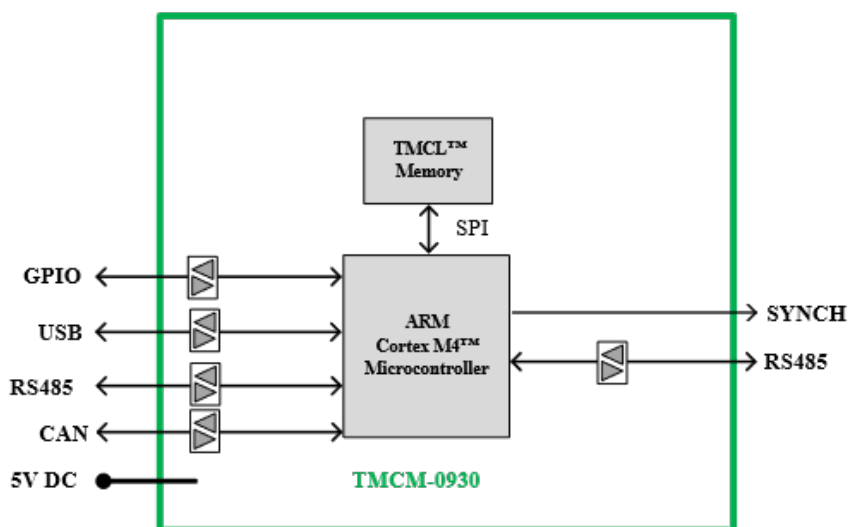 TMCL™
Memory
SPI
GPIO
USB
RS485
CAN
5V DC
ARM
Cortex M4™
Microcontroller
SYNCH
RS485
TMCM-0930